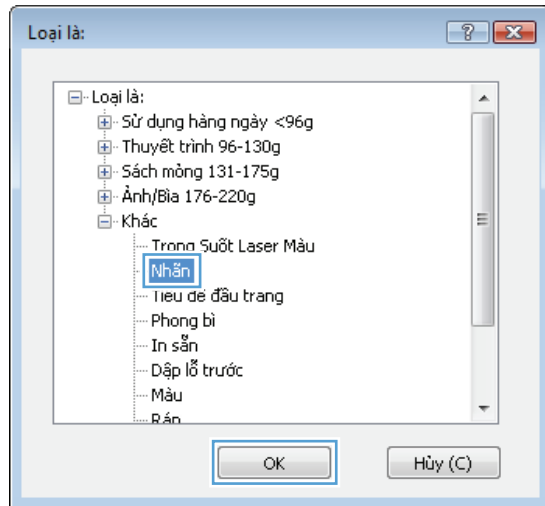 Loại là:
Loại là:
Sử dụng hàng ngày <96g
Thuyết trình 96-130g
Sách mỏng 131-175g
Ảnh/Bìa 176-220g
Khác
Trong Suốt Laser Màu
Nhãn
Tiêu đề đầu trang
Phong bì
In sẵn
Dập lỗ trước
Màu
Ráp
OK
Hủy (C)